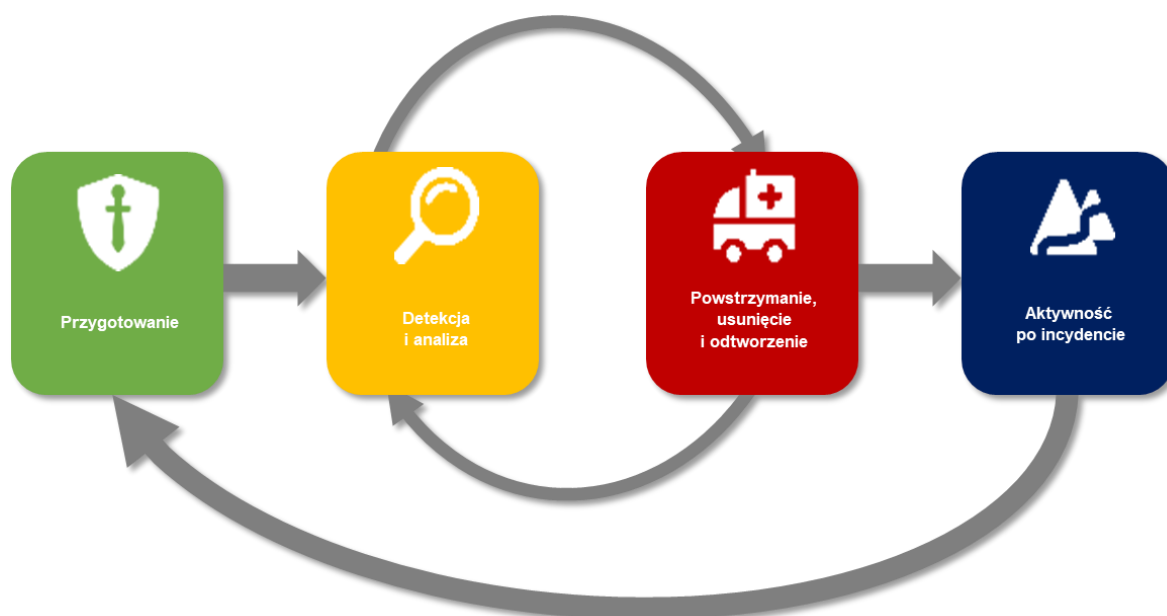 Przygotowanie
Detekcja
i analiza
Powstrzymanie,
usunięcie
i odtworzenie
Aktywność
po incydencie